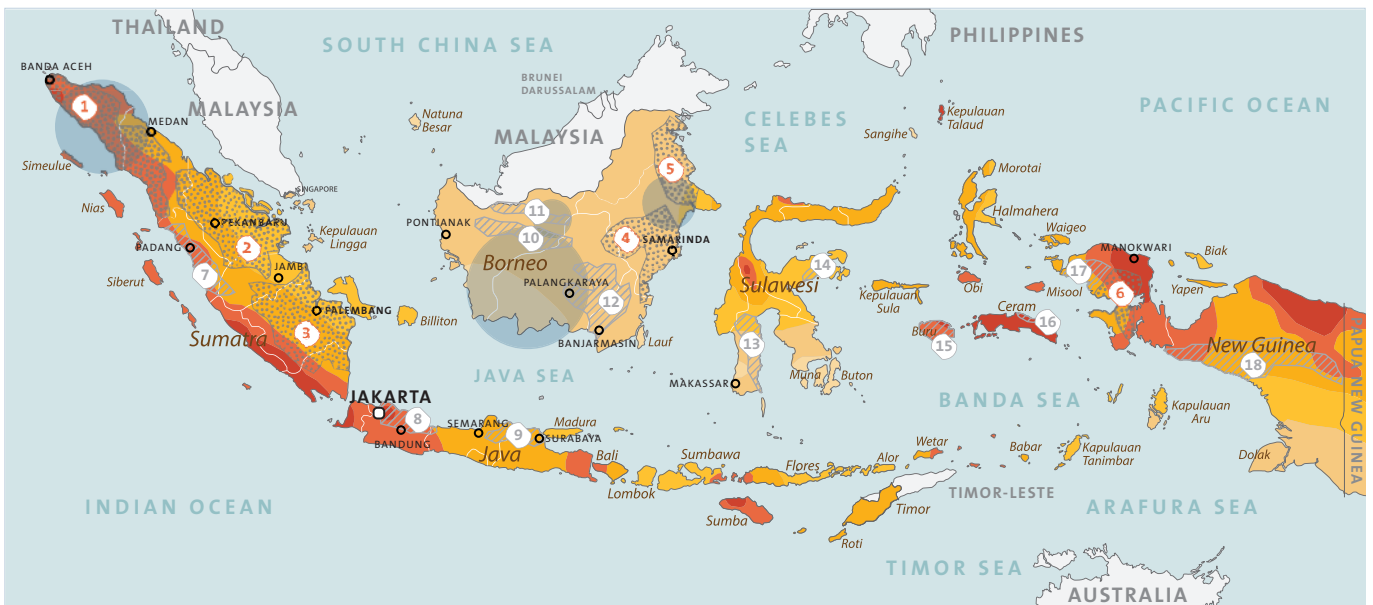 THAILAND
SOUTH CHINA SEA
PHILIPPINES
BANDA ACEH
BRUNEI
DARUSSALAM
MALAYSIA
PACIFIC OCEAN
1
MEDAN
Natuna
Besar
MALAYSIA
CELEBES
SEA
Sangihe
Kepulauan
Talaud
Simeulue
5
Morotai
SINGAPORE
Nias
PEKANBARU
PONTIANAK
11
Halmahera
Waigeo
Kepulauan
Lingga
10
4
SAMARINDA
MANOKWARI
Biak
PADANG
2
7
JAMBI
Borneo
14
17
Siberut
PALANGKARAYA
Sulawesi
Kepulauan
Sula
Obi
Misool
6
Yapen
PALEMBANG
12
Ceram
Billiton
16
3
Sumatra
BANJARMASIN
Lauf
13
Buru
15
New Guinea
18
PAPUA NEW GUINEA
JAVA SEA
MAKASSAR
Muna
Buton
JAKARTA
BANDA SEA
Kapulauan
Aru
8
SEMARANG
9
Madura
BANDUNG
SURABAYA
Java
Bali
Sumbawa
Flores
Alor
Wetar
Babar
Kapulauan
Tanimbar
Dolak
Lombok
TIMOR-LESTE
INDIAN OCEAN
Sumba
Timor
ARAFURA SEA
Roti
TIMOR SEA
AUSTRALIA